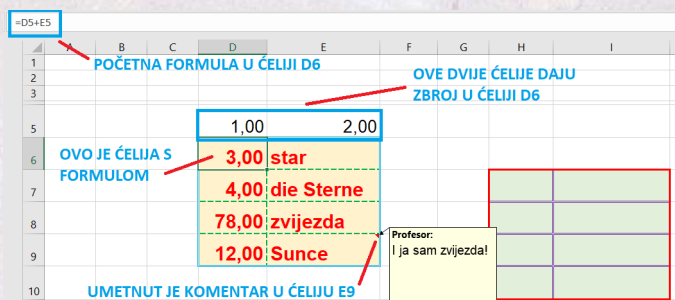 =D5+E5
A B C D E F G H I
1
POČETNA FORMULA U ĆELIJI D6
2
OVE DVIJE ĆELIJE DAJU
ZBROJ U ĆELIJI D6
3
5 1,00 2,00
6 3,00 star
OVO JE ĆELIJA S
FORMULOM
7 4,00 die Sterne
8 78,00 zvijezda
Profesor:
I ja sam zvijezda!
9 12,00 Sunce
10
UMETNUT JE KOMENTAR U ĆELIJU E9